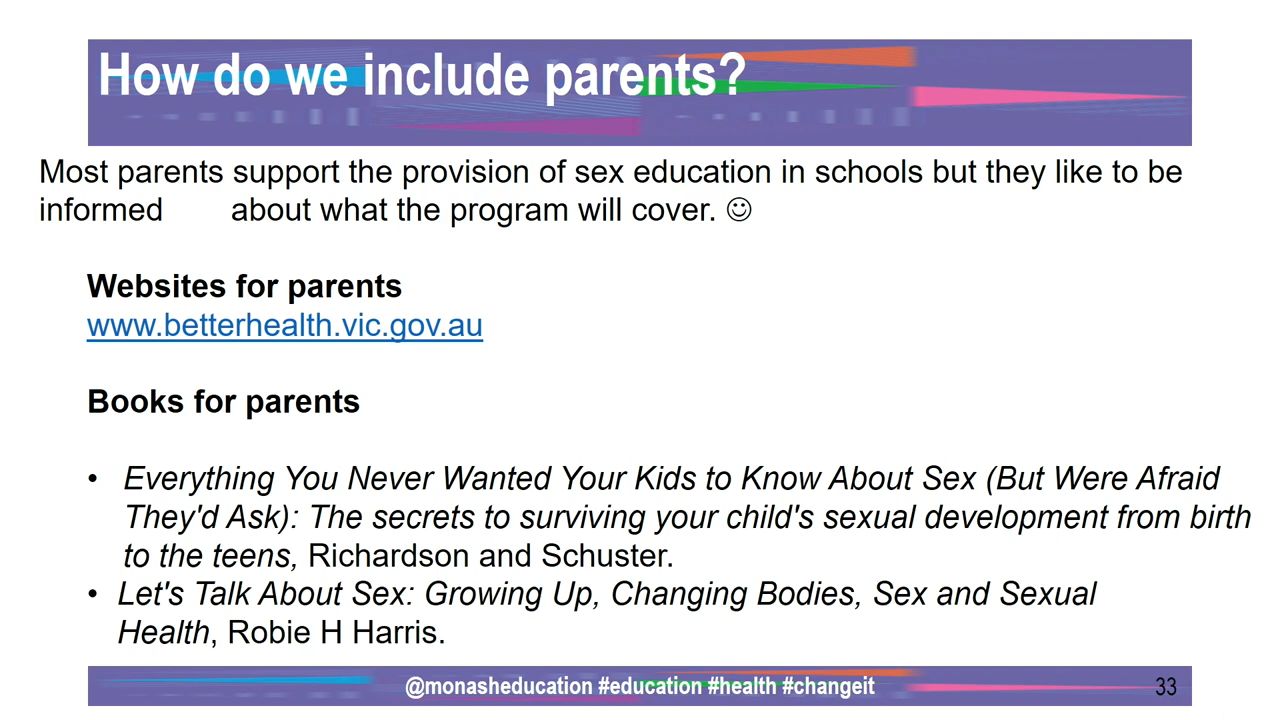 How do we include parents?
Most parents support the provision of sex education in schools but they like to be
informed about what the program will cover. ☺
Websites for parents
www.betterhealth.vic.gov.au
Books for parents
• Everything You Never Wanted Your Kids to Know About Sex (But Were Afraid
They'd Ask): The secrets to surviving your child's sexual development from birth
to the teens, Richardson and Schuster.
• Let's Talk About Sex: Growing Up, Changing Bodies, Sex and Sexual
Health, Robie H Harris.
@monasheducation #education #health #changeit
33